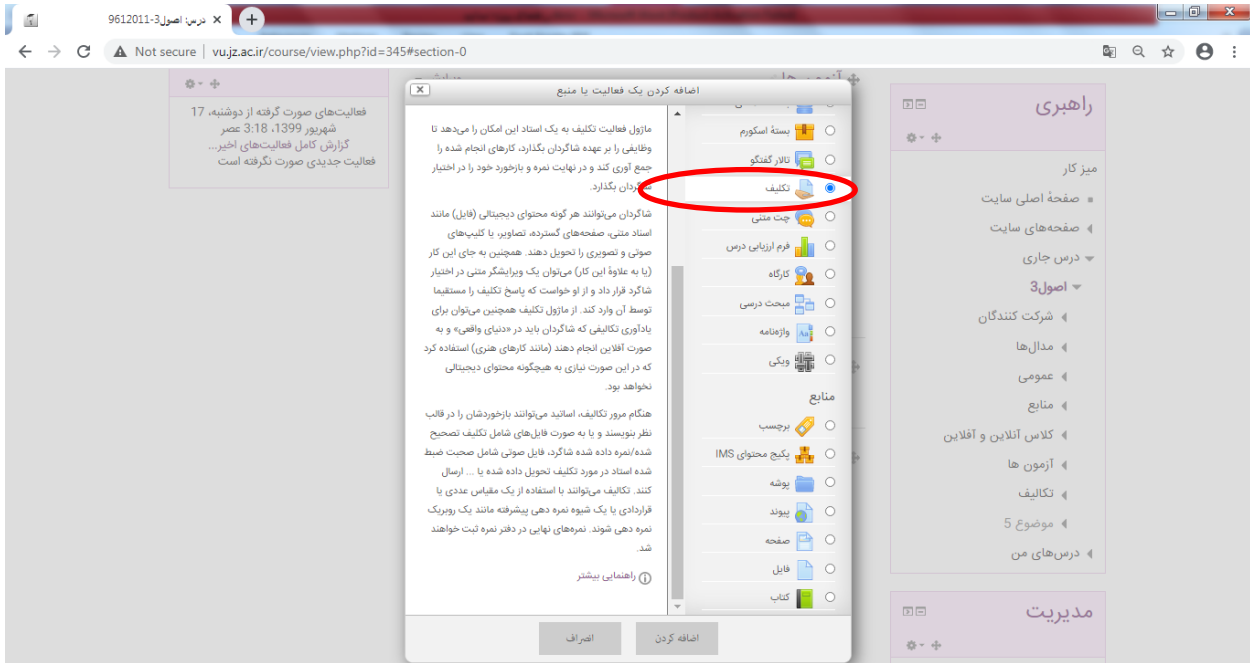 درس: اصول3-9612011
Not secure | vu.jz.ac.ir/course/view.php?id=345#section-0
راهبری
میز کار
صفحهٔ اصلی سایت
صفحه‌های سایت
درس جاری
اصول3
شرکت کنندگان
مدال‌ها
عمومی
منابع
کلاس آنلاین و آفلاین
آزمون ها
تکالیف
موضوع 5
درس‌های من
مدیریت
اضافه کردن یک فعالیت یا منبع
بستهٔ اسکورم
تالار گفتگو
تکلیف
چت متنی
فرم ارزیابی درس
کارگاه
مبحث درسی
واژه‌نامه
ویکی
منابع
برچسب
پکیج محتوای IMS
پوشه
پیوند
صفحه
فایل
کتاب
ماژول فعالیت تکلیف به یک استاد این امکان را می‌دهد تا
وظایفی را بر عهده شاگردان بگذارد، کارهای انجام شده را
جمع آوری کند و در نهایت نمره و بازخورد خود را در اختیار
شاگردان بگذارد.
شاگردان می‌توانند هر گونه محتوای دیجیتالی (فایل) مانند
اسناد متنی، صفحه‌های گسترده، تصاویر، یا کلیپ‌های
صوتی و تصویری را تحویل دهند. همچنین به جای این کار
(یا به علاوهٔ این کار) می‌توان یک ویرایشگر متنی در اختیار
شاگرد قرار داد و از او خواست که پاسخ تکلیف را مستقیما
توسط آن وارد کند. از ماژول تکلیف همچنین می‌توان برای
یادآوری تکالیفی که شاگردان باید در «دنیای واقعی» و به
صورت آفلاین انجام دهند (مانند کارهای هنری) استفاده کرد
که در این صورت نیازی به هیچگونه محتوای دیجیتالی
نخواهد بود.
هنگام مرور تکالیف، اساتید می‌توانند بازخوردشان را در قالب
نظر بنویسند و یا به صورت فایل‌های شامل تکلیف تصحیح
شده/نمره داده شده شاگرد، فایل صوتی شامل صحبت ضبط
شده استاد در مورد تکلیف تحویل داده شده یا ... ارسال
کنند. تکالیف می‌توانند با استفاده از یک مقیاس عددی یا
قراردادی یا یک شیوه نمره دهی پیشرفته مانند یک روبریک
نمره دهی شوند. نمره‌های نهایی در دفتر نمره ثبت خواهند
شد.
راهنمایی بیشتر
اضافه کردن
انصراف
فعالیت‌های صورت گرفته از دوشنبه، 17
شهریور 1399، 3:18 عصر
گزارش کامل فعالیت‌های اخیر...
فعالیت جدیدی صورت نگرفته است